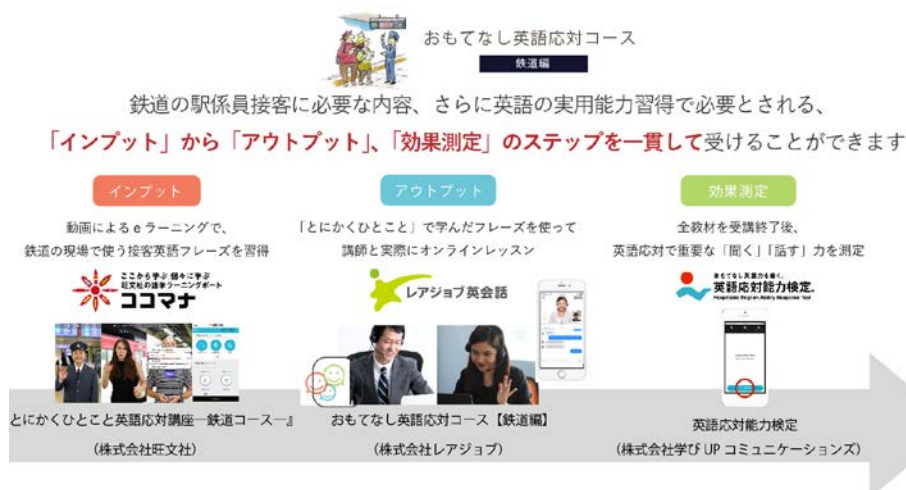 おもてなし英語応対コース
鉄道編
鉄道の駅係員接客に必要な内容、さらに英語の実用能力習得で必要とされる、
「インプット」から「アウトプット」、「効果測定」のステップを一貫して受けることができます
インプット
動画によるeラーニングで、
鉄道の現場で使う接客英語フレーズを習得
ここから学ぶ 個々に学ぶ
旺文社の語学ラーニングポート
ココマナ
とにかくひとこと英語応対講座―鉄道コース―』
(株式会社旺文社)
アウトプット
「とにかくひとこと」で学んだフレーズを使って
講師と実際にオンラインレッスン
レアジョブ英会話
おもてなし英語応対コース【鉄道編】
(株式会社レアジョブ)
効果測定
全教材を受講終了後、
英語応対で重要な「聞く」「話す」力を測定
おもてなし英語力を磨く。
英語応対能力検定。
Hospitality English Ability Response Test
英語応対能力検定
(株式会社学びUPコミュニケーションズ)